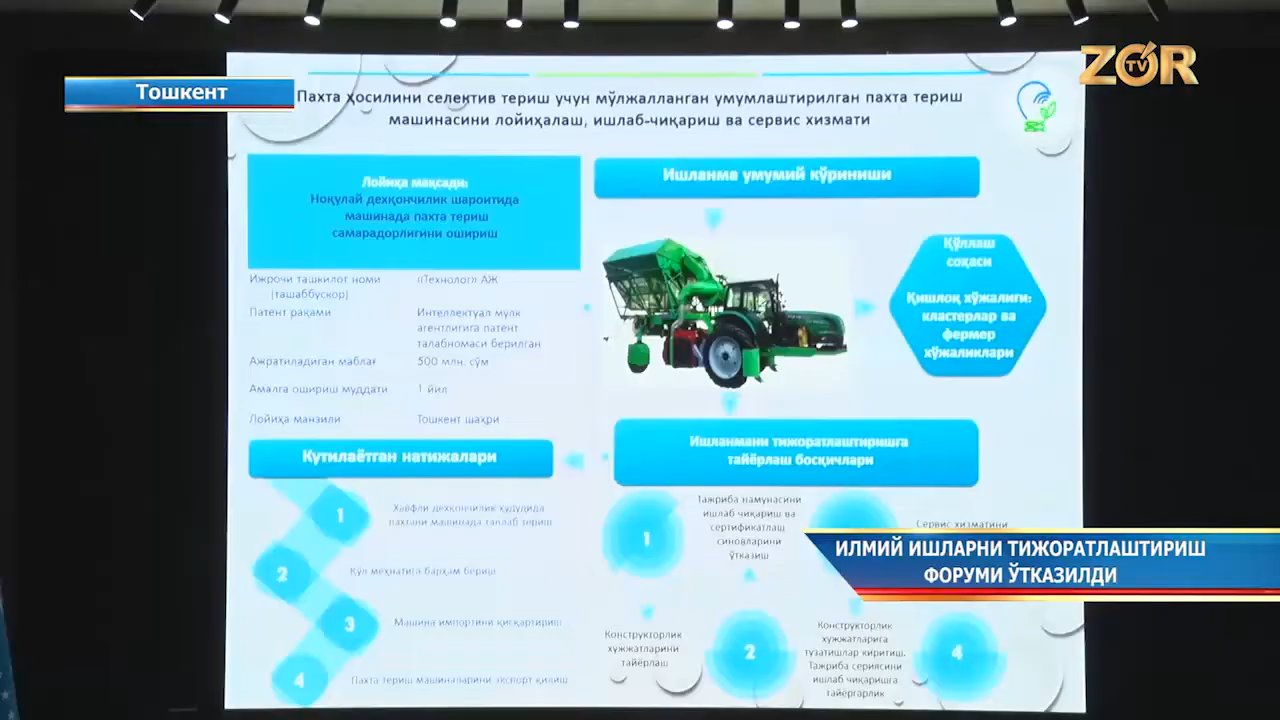 ZOR TV
Тошкент
Пахта ҳосилини селектив териш учун мўлжалланган умумлаштирилган пахта териш
машинасини лойиҳалаш, ишлаб-чиқариш ва сервис хизмати
Лойиҳа мақсади:
Ноқулай деҳқончилик шароитида
машинада пахта териш
самарадорлигини ошириш
Ижрочи ташкилот номи
(ташаббускор)
«Технолог» АЖ
Патент рақами
Интеллектуал мулк
агентлигига патент
талабномаси берилган
Ажратиладиган маблағ
500 млн. сўм
Амалга ошириш муддати
1 йил
Лойиҳа манзили
Тошкент шаҳри
Кутилаётган натижалари
1
Хавфли деҳқончилик ҳудудида
пахтани машинада танлаб териш
2
Қўл меҳнатига барҳам бериш
3
Машина импортини қисқартириш
4
Пахта териш машиналарини экспорт қилиш
Ишланма умумий кўриниши
Қўллаш
соҳаси
Қишлоқ хўжалиги:
кластерлар ва
фермер
хўжаликлари
Ишланмани тижоратлаштиришга
тайёрлаш босқичлари
1
Конструкторлик
ҳужжатларини
тайёрлаш
Тажриба намунасини
ишлаб чиқариш ва
сертификатлаш
синовларини
ўтказиш
2
Конструкторлик
ҳужжатларига
тузатишлар киритиш.
Тажриба сериясини
ишлаб чиқаришга
тайёргарлик
Сервис хизматини
4
ИЛМИЙ ИШЛАРНИ ТИЖОРАТЛАШТИРИШ
ФОРУМИ ЎТКАЗИЛДИ